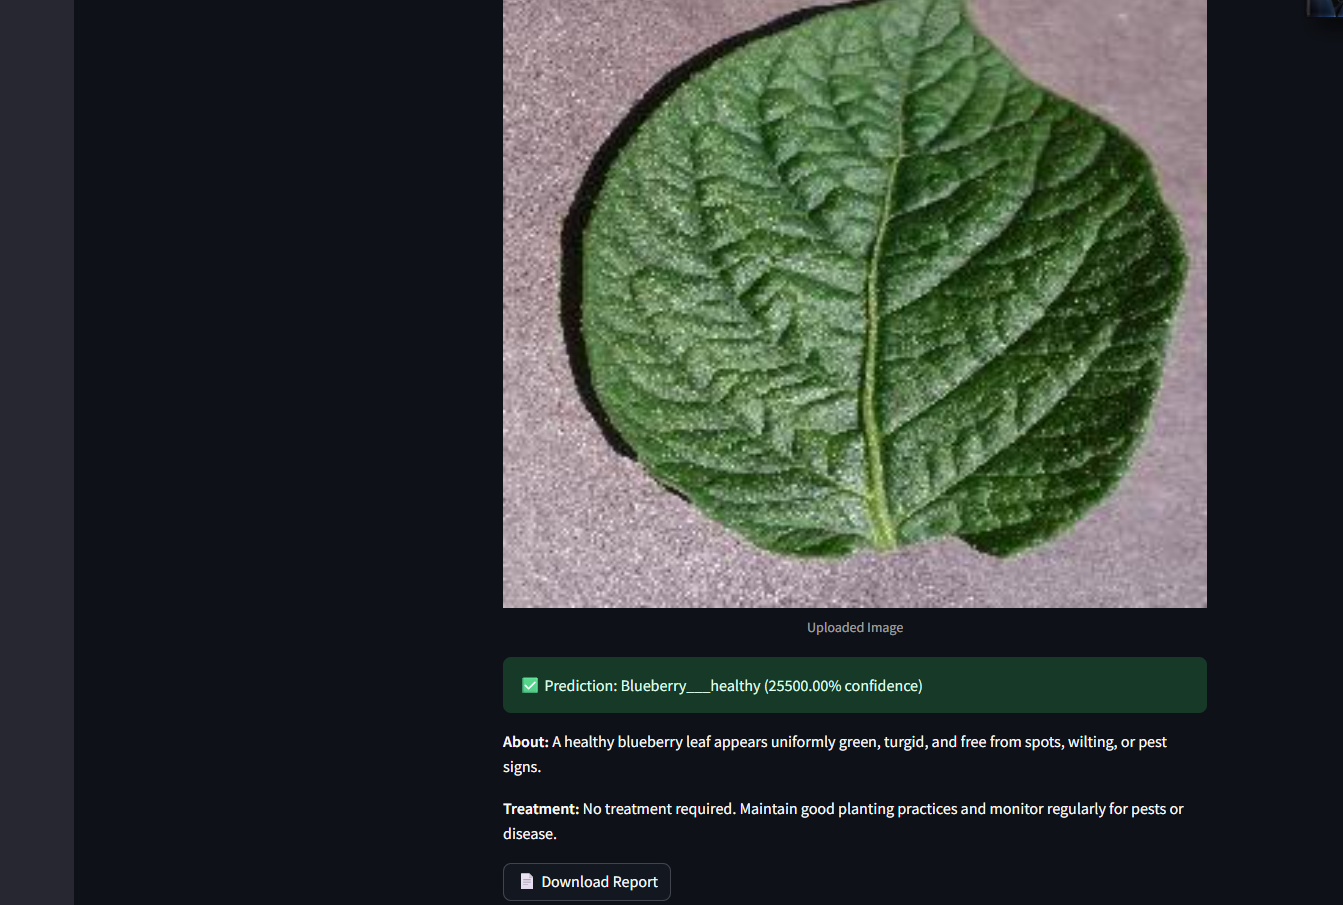 Uploaded Image
✅ Prediction: Blueberry___healthy (25500.00% confidence)
About: A healthy blueberry leaf appears uniformly green, turgid, and free from spots, wilting, or pest
signs.
Treatment: No treatment required. Maintain good planting practices and monitor regularly for pests or
disease.
📄 Download Report